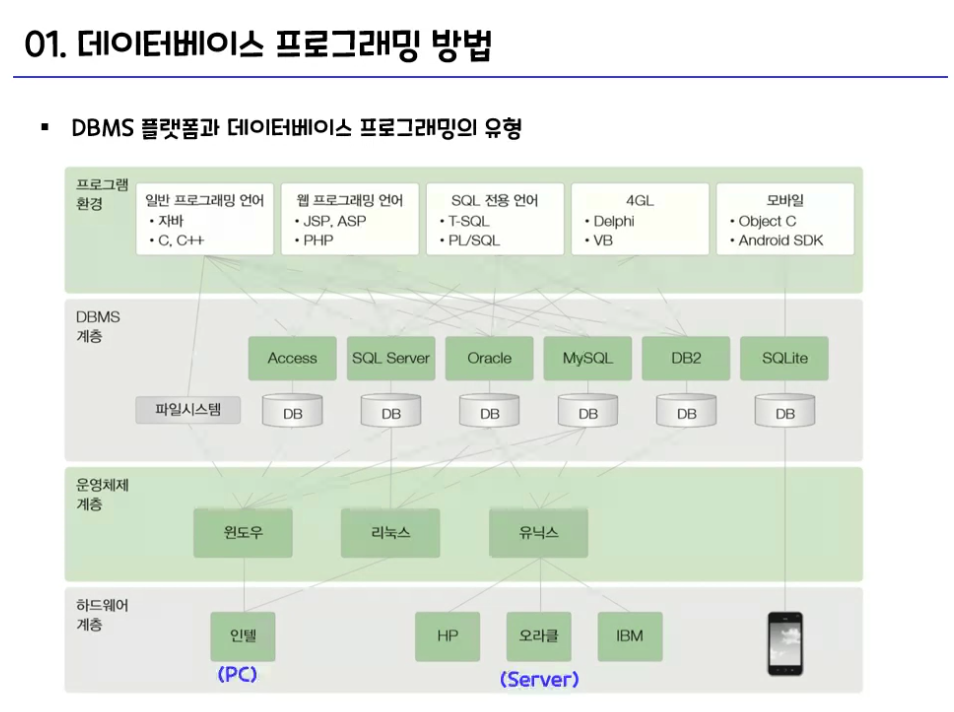 01. 데이터베이스 프로그래밍 방법
▪ DBMS 플랫폼과 데이터베이스 프로그래밍의 유형
프로그램
환경
일반 프로그래밍 언어
• 자바
• C, C++
웹 프로그래밍 언어
• JSP, ASP
• PHP
SQL 전용 언어
• T-SQL
• PL/SQL
4GL
• Delphi
• VB
모바일
• Object C
• Android SDK
DBMS
계층
Access
SQL Server
Oracle
MySQL
DB2
SQLite
파일시스템
DB
DB
DB
DB
DB
DB
운영체제
계층
윈도우
리눅스
유닉스
하드웨어
계층
인텔
HP
오라클
IBM
(PC)
(Server)